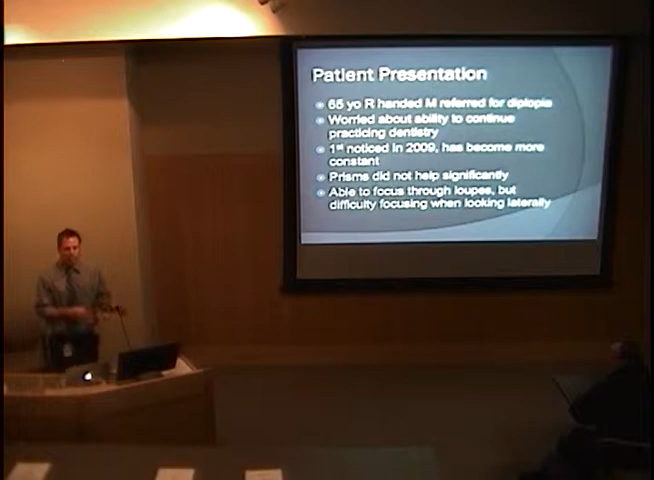 Patient Presentation
65 yo R handed M referred for diplopia
Worried about ability to continue
practicing dentistry
1st noticed in 2009, has become more
constant
Prisms did not help significantly
Able to focus through loupes, but
difficulty focusing when looking laterally